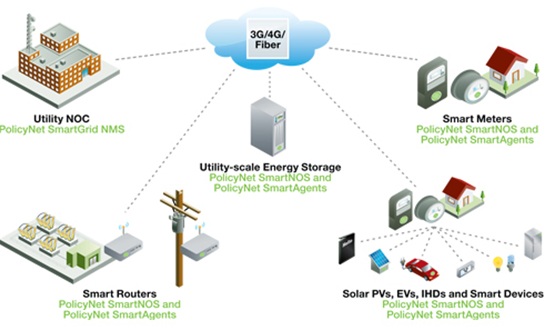 3G/4G/
Fiber
Utility NOC
PolicyNet SmartGrid NMS
Smart Meters
PolicyNet SmartNOS and
PolicyNet SmartAgents
Utility-scale Energy Storage
PolicyNet SmartNOS and
PolicyNet SmartAgents
Smart Routers
PolicyNet SmartNOS and
PolicyNet SmartAgents
Solar PVs, EVs, IHDs and Smart Devices
PolicyNet SmartNOS and
PolicyNet SmartAgents